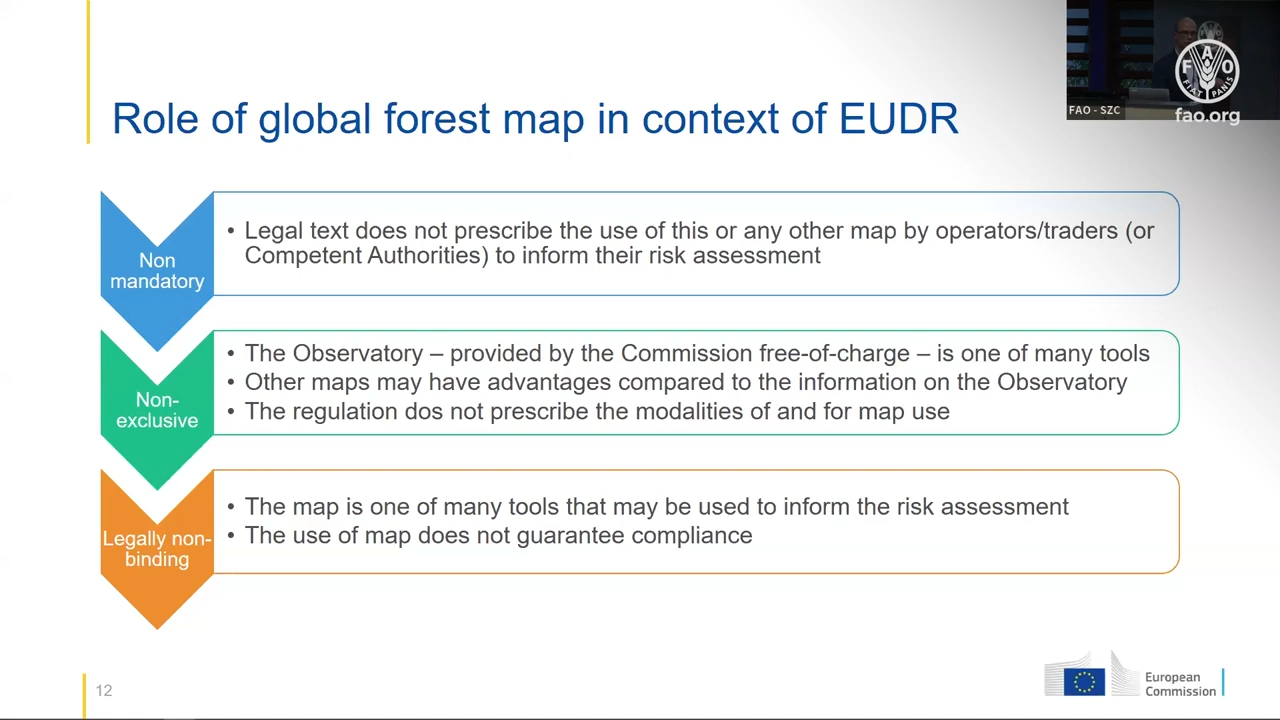 FAO - SZC
F A O
FIAT PANIS
fao.org
Role of global forest map in context of EUDR
Non
mandatory
• Legal text does not prescribe the use of this or any other map by operators/traders (or
Competent Authorities) to inform their risk assessment
Non-
exclusive
• The Observatory – provided by the Commission free-of-charge – is one of many tools
• Other maps may have advantages compared to the information on the Observatory
• The regulation dos not prescribe the modalities of and for map use
Legally non-
binding
• The map is one of many tools that may be used to inform the risk assessment
• The use of map does not guarantee compliance
12
European
Commission